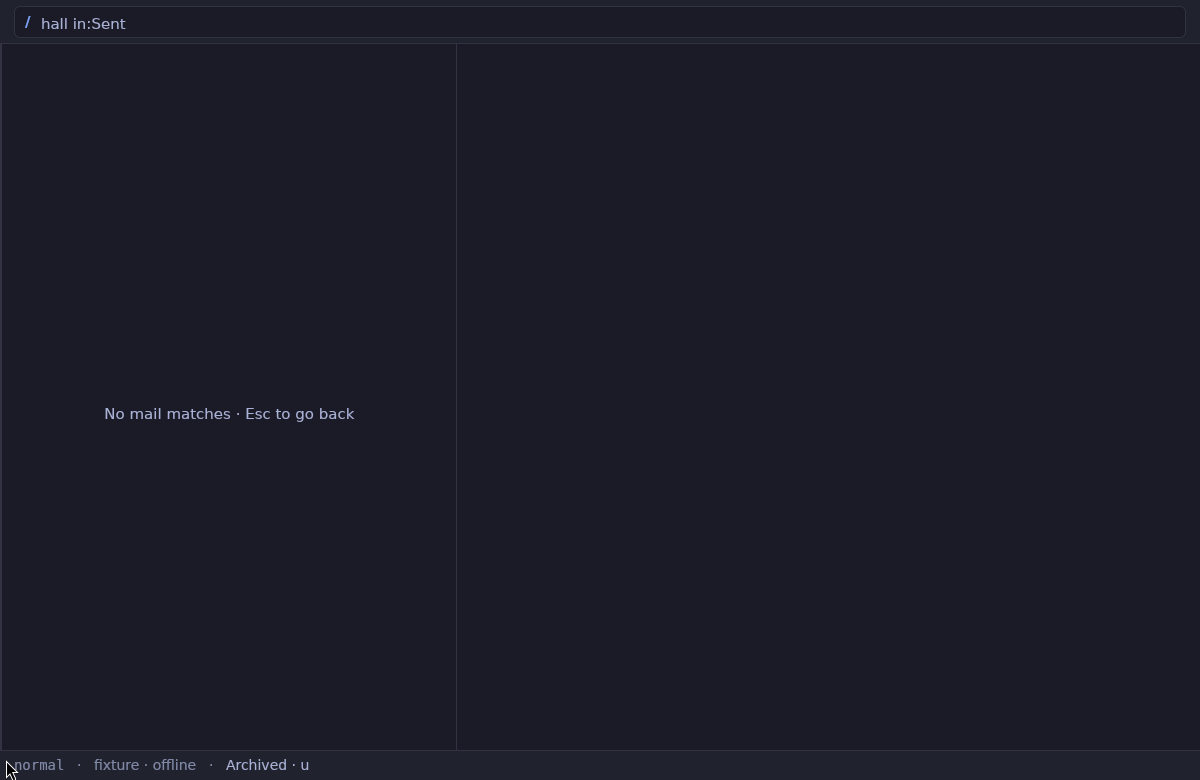 / hall in:Sent
No mail matches · Esc to go back
normal · fixture · offline · Archived · u